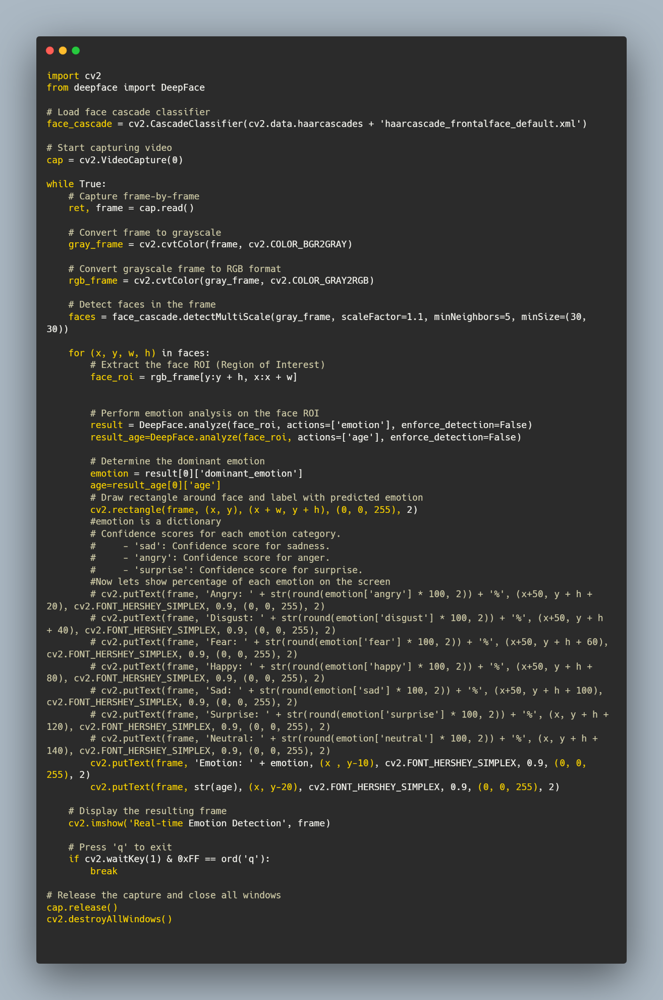 import cv2
from deepface import DeepFace

# Load face cascade classifier
face_cascade = cv2.CascadeClassifier(cv2.data.haarcascades + 'haarcascade_frontalface_default.xml')

# Start capturing video
cap = cv2.VideoCapture(0)

while True:
    # Capture frame-by-frame
    ret, frame = cap.read()

    # Convert frame to grayscale
    gray_frame = cv2.cvtColor(frame, cv2.COLOR_BGR2GRAY)

    # Convert grayscale frame to RGB format
    rgb_frame = cv2.cvtColor(gray_frame, cv2.COLOR_GRAY2RGB)

    # Detect faces in the frame
    faces = face_cascade.detectMultiScale(gray_frame, scaleFactor=1.1, minNeighbors=5, minSize=(30,
30))

    for (x, y, w, h) in faces:
        # Extract the face ROI (Region of Interest)
        face_roi = rgb_frame[y:y + h, x:x + w]


        # Perform emotion analysis on the face ROI
        result = DeepFace.analyze(face_roi, actions=['emotion'], enforce_detection=False)
        result_age=DeepFace.analyze(face_roi, actions=['age'], enforce_detection=False)

        # Determine the dominant emotion
        emotion = result[0]['dominant_emotion']
        age=result_age[0]['age']
        # Draw rectangle around face and label with predicted emotion
        cv2.rectangle(frame, (x, y), (x + w, y + h), (0, 0, 255), 2)
        #emotion is a dictionary
        # Confidence scores for each emotion category.
        #     - 'sad': Confidence score for sadness.
        #     - 'angry': Confidence score for anger.
        #     - 'surprise': Confidence score for surprise.
        #Now lets show percentage of each emotion on the screen
        # cv2.putText(frame, 'Angry: ' + str(round(emotion['angry'] * 100, 2)) + '%', (x+50, y + h +
20), cv2.FONT_HERSHEY_SIMPLEX, 0.9, (0, 0, 255), 2)
        # cv2.putText(frame, 'Disgust: ' + str(round(emotion['disgust'] * 100, 2)) + '%', (x+50, y + h
+ 40), cv2.FONT_HERSHEY_SIMPLEX, 0.9, (0, 0, 255), 2)
        # cv2.putText(frame, 'Fear: ' + str(round(emotion['fear'] * 100, 2)) + '%', (x+50, y + h + 60),
cv2.FONT_HERSHEY_SIMPLEX, 0.9, (0, 0, 255), 2)
        # cv2.putText(frame, 'Happy: ' + str(round(emotion['happy'] * 100, 2)) + '%', (x+50, y + h +
80), cv2.FONT_HERSHEY_SIMPLEX, 0.9, (0, 0, 255), 2)
        # cv2.putText(frame, 'Sad: ' + str(round(emotion['sad'] * 100, 2)) + '%', (x+50, y + h + 100),
cv2.FONT_HERSHEY_SIMPLEX, 0.9, (0, 0, 255), 2)
        # cv2.putText(frame, 'Surprise: ' + str(round(emotion['surprise'] * 100, 2)) + '%', (x, y + h +
120), cv2.FONT_HERSHEY_SIMPLEX, 0.9, (0, 0, 255), 2)
        # cv2.putText(frame, 'Neutral: ' + str(round(emotion['neutral'] * 100, 2)) + '%', (x, y + h +
140), cv2.FONT_HERSHEY_SIMPLEX, 0.9, (0, 0, 255), 2)
        cv2.putText(frame, 'Emotion: ' + emotion, (x , y-10), cv2.FONT_HERSHEY_SIMPLEX, 0.9, (0, 0,
255), 2)
        cv2.putText(frame, str(age), (x, y-20), cv2.FONT_HERSHEY_SIMPLEX, 0.9, (0, 0, 255), 2)

    # Display the resulting frame
    cv2.imshow('Real-time Emotion Detection', frame)

    # Press 'q' to exit
    if cv2.waitKey(1) & 0xFF == ord('q'):
        break

# Release the capture and close all windows
cap.release()
cv2.destroyAllWindows()